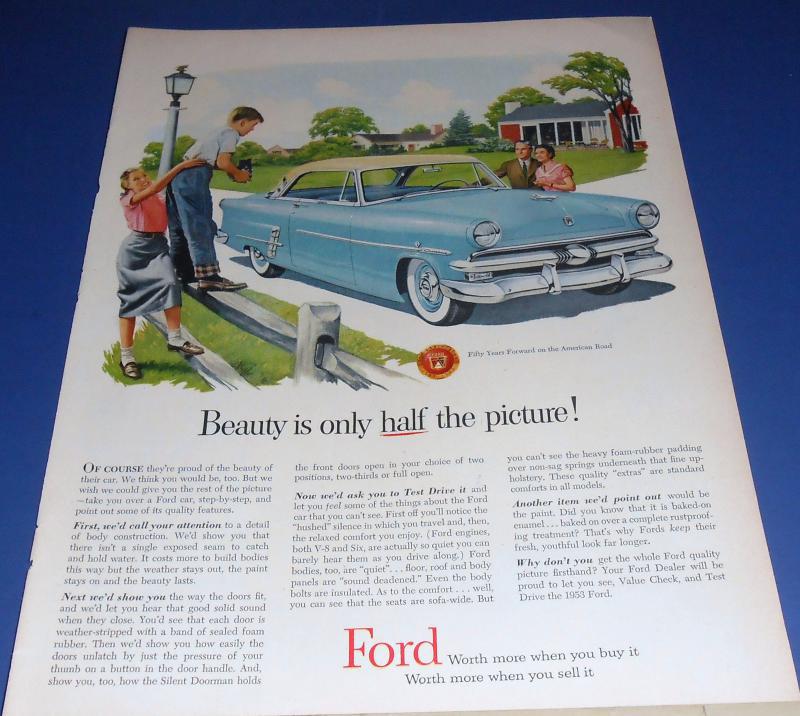 Fifty Years Forward on the American Road
Beauty is only half the picture!
OF COURSE they're proud of the beauty of
their car. We think you would be, too. But we
wish we could give you the rest of the picture
—take you over a Ford car, step-by-step, and
point out some of its quality features.
First, we'd call your attention to a detail
of body construction. We'd show you that
there isn't a single exposed seam to catch
and hold water. It costs more to build bodies
this way but the weather stays out, the paint
stays on and the beauty lasts.
Next we'd show you the way the doors fit,
and we'd let you hear that good solid sound
when they close. You'd see that each door is
weather-stripped with a band of sealed foam
rubber. Then we'd show you how easily the
doors unlatch by just the pressure of your
thumb on a button in the door handle. And,
show you, too, how the Silent Doorman holds
the front doors open in your choice of two
positions, two-thirds or full open.
Now we'd ask you to Test Drive it and
let you feel some of the things about the Ford
car that you can't see. First off you'll notice the
"hushed" silence in which you travel and, then,
the relaxed comfort you enjoy. (Ford engines,
both V-8 and Six, are actually so quiet you can
barely hear them as you drive along.) Ford
bodies, too, are "quiet"...floor, roof and body
panels are "sound deadened." Even the body
bolts are insulated. As to the comfort...well,
you can see that the seats are sofa-wide. But
you can't see the heavy foam-rubber padding
over non-sag springs underneath that fine up-
holstery. These quality "extras" are standard
comforts in all models.
Another item we'd point out would be
the paint. Did you know that it is baked-on
enamel...baked on over a complete rustproof-
ing treatment? That's why Fords keep their
fresh, youthful look far longer.
Why don't you get the whole Ford quality
picture firsthand? Your Ford Dealer will be
proud to let you see, Value Check, and Test
Drive the 1953 Ford.
Ford Worth more when you buy it
Worth more when you sell it